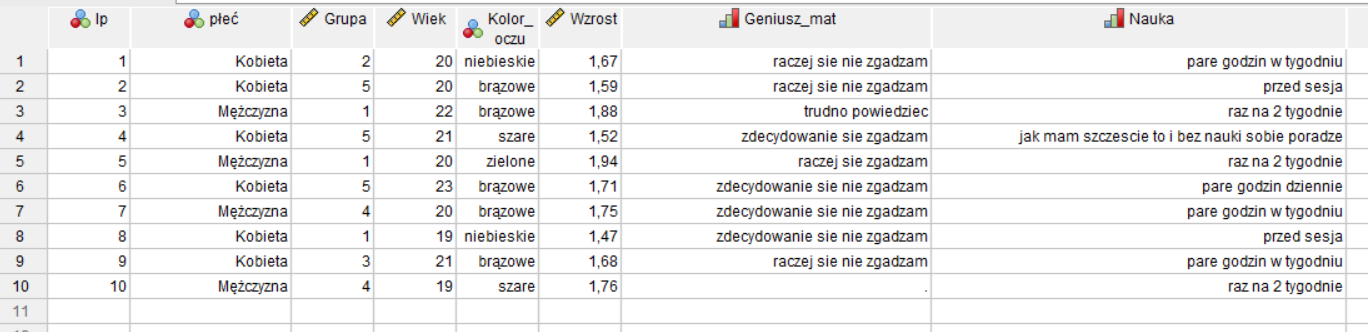 lp płeć Grupa Wiek Kolor_oczu Wzrost Geniusz_mat Nauka
1 1 Kobieta 2 20 niebieskie 1,67 raczej sie nie zgadzam pare godzin w tygodniu
2 2 Kobieta 5 20 brązowe 1,59 raczej sie nie zgadzam przed sesja
3 3 Mężczyzna 1 22 brązowe 1,88 trudno powiedziec raz na 2 tygodnie
4 4 Kobieta 5 21 szare 1,52 zdecydowanie sie zgadzam jak mam szczescie to i bez nauki sobie poradze
5 5 Mężczyzna 1 20 zielone 1,94 raczej sie zgadzam raz na 2 tygodnie
6 6 Kobieta 5 23 brązowe 1,71 zdecydowanie sie nie zgadzam pare godzin dziennie
7 7 Mężczyzna 4 20 brązowe 1,75 zdecydowanie sie nie zgadzam pare godzin w tygodniu
8 8 Kobieta 1 19 niebieskie 1,47 zdecydowanie sie nie zgadzam przed sesja
9 9 Kobieta 3 21 brązowe 1,68 raczej sie nie zgadzam pare godzin w tygodniu
10 10 Mężczyzna 4 19 szare 1,76 . raz na 2 tygodnie
11